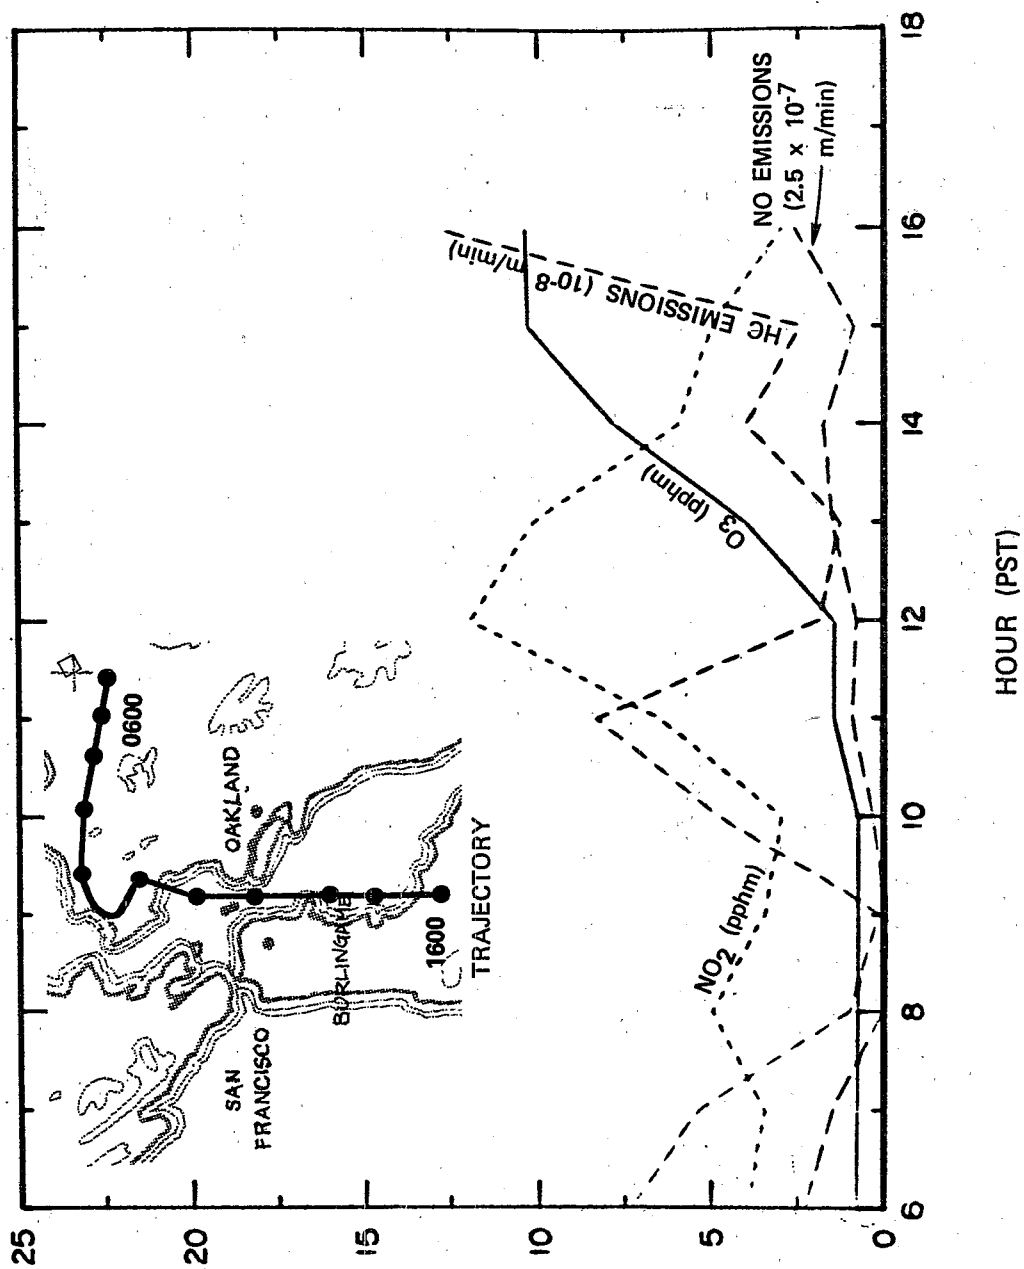 25
20
15
10
5
0
6
8
10
12
14
16
18
HOUR (PST)
0600
OAKLAND
SAN
FRANCISCO
BURLINGAME
1600
TRAJECTORY
NO2 (pphm)
O3 (pphm)
HC EMISSIONS (10-8
m/min)
NO EMISSIONS
(2.5 x 10-7
m/min)